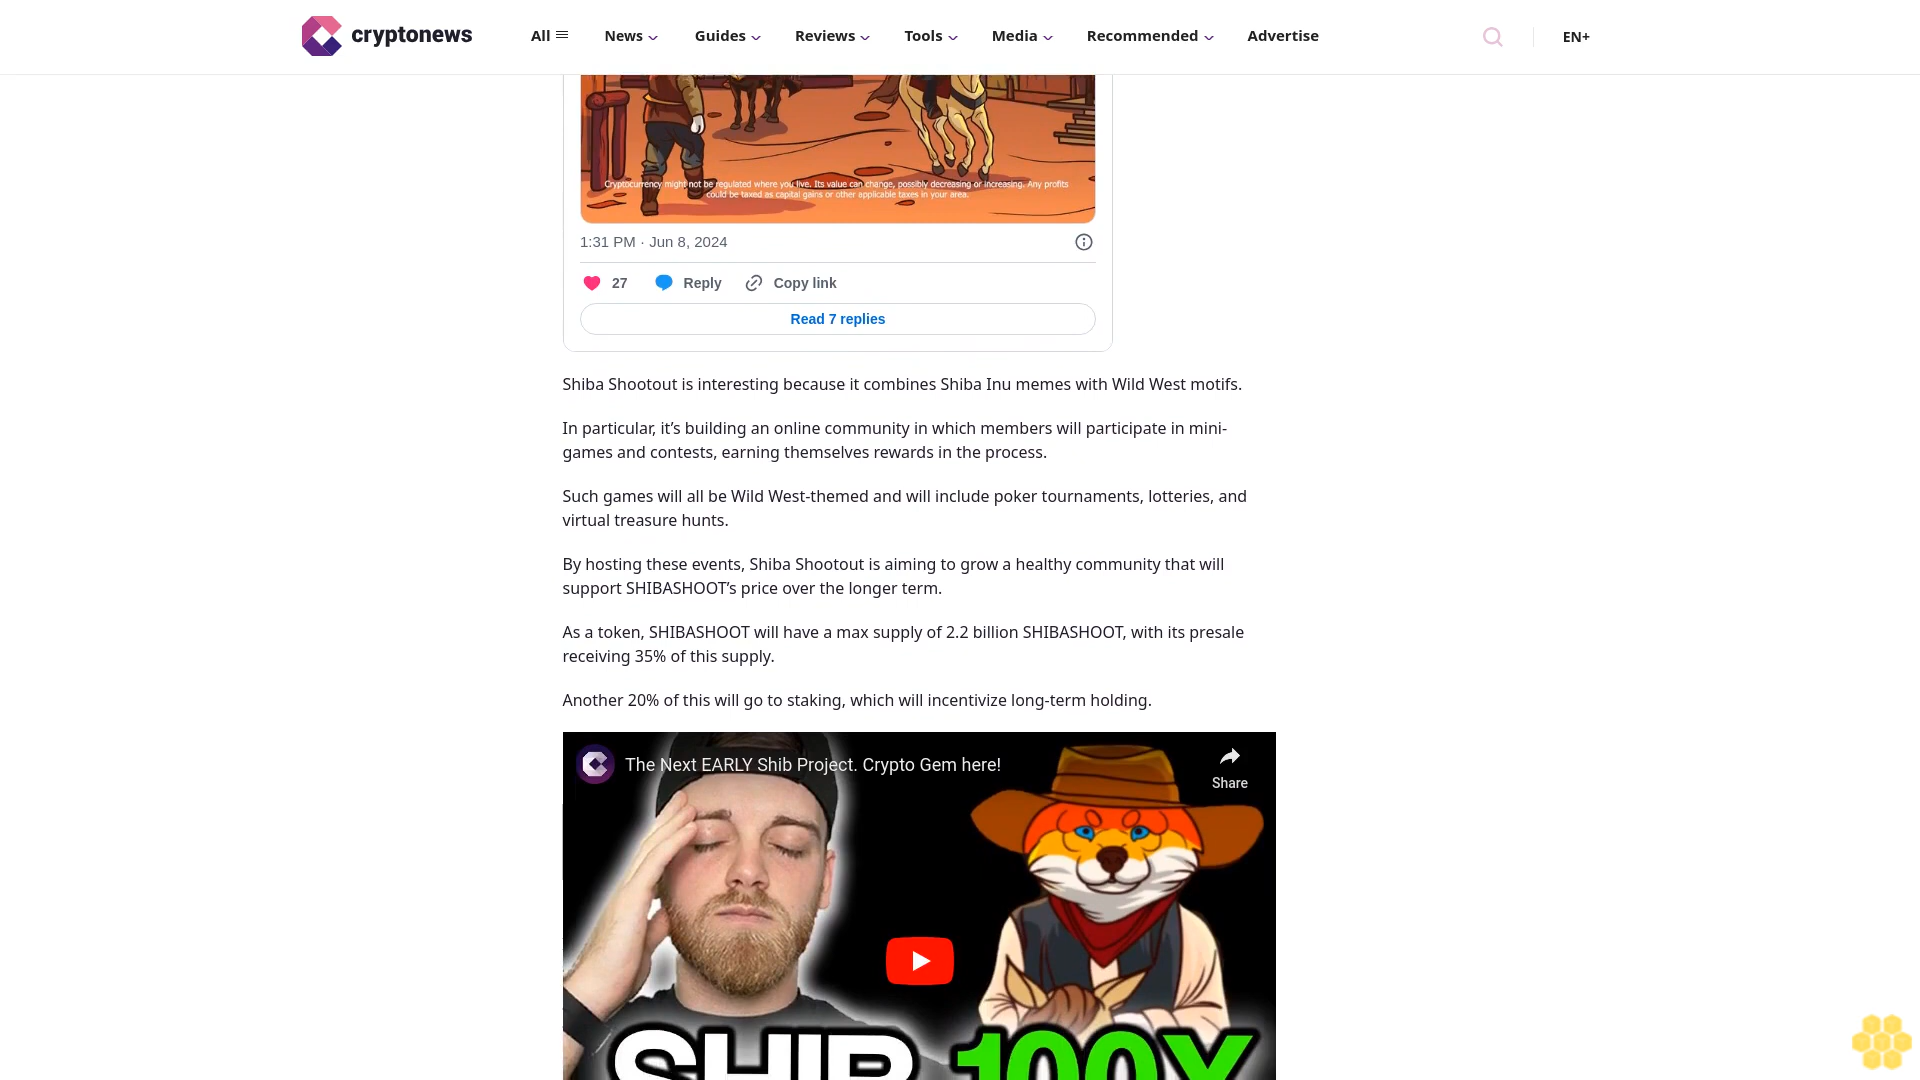 cryptonews
All
News
Guides
Reviews
Tools
Media
Recommended
Advertise
EN+
Cryptocurrency might not be regulated where you live. Its value can change, possibly decreasing or increasing. Any profits
could be taxed as capital gains or other applicable taxes in your area.
1:31 PM · Jun 8, 2024
27
Reply
Copy link
Read 7 replies
Shiba Shootout is interesting because it combines Shiba Inu memes with Wild West motifs.
In particular, it’s building an online community in which members will participate in mini-
games and contests, earning themselves rewards in the process.
Such games will all be Wild West-themed and will include poker tournaments, lotteries, and
virtual treasure hunts.
By hosting these events, Shiba Shootout is aiming to grow a healthy community that will
support SHIBASHOOT’s price over the longer term.
As a token, SHIBASHOOT will have a max supply of 2.2 billion SHIBASHOOT, with its presale
receiving 35% of this supply.
Another 20% of this will go to staking, which will incentivize long-term holding.
The Next EARLY Shib Project. Crypto Gem here!
Share
SHIB 100X